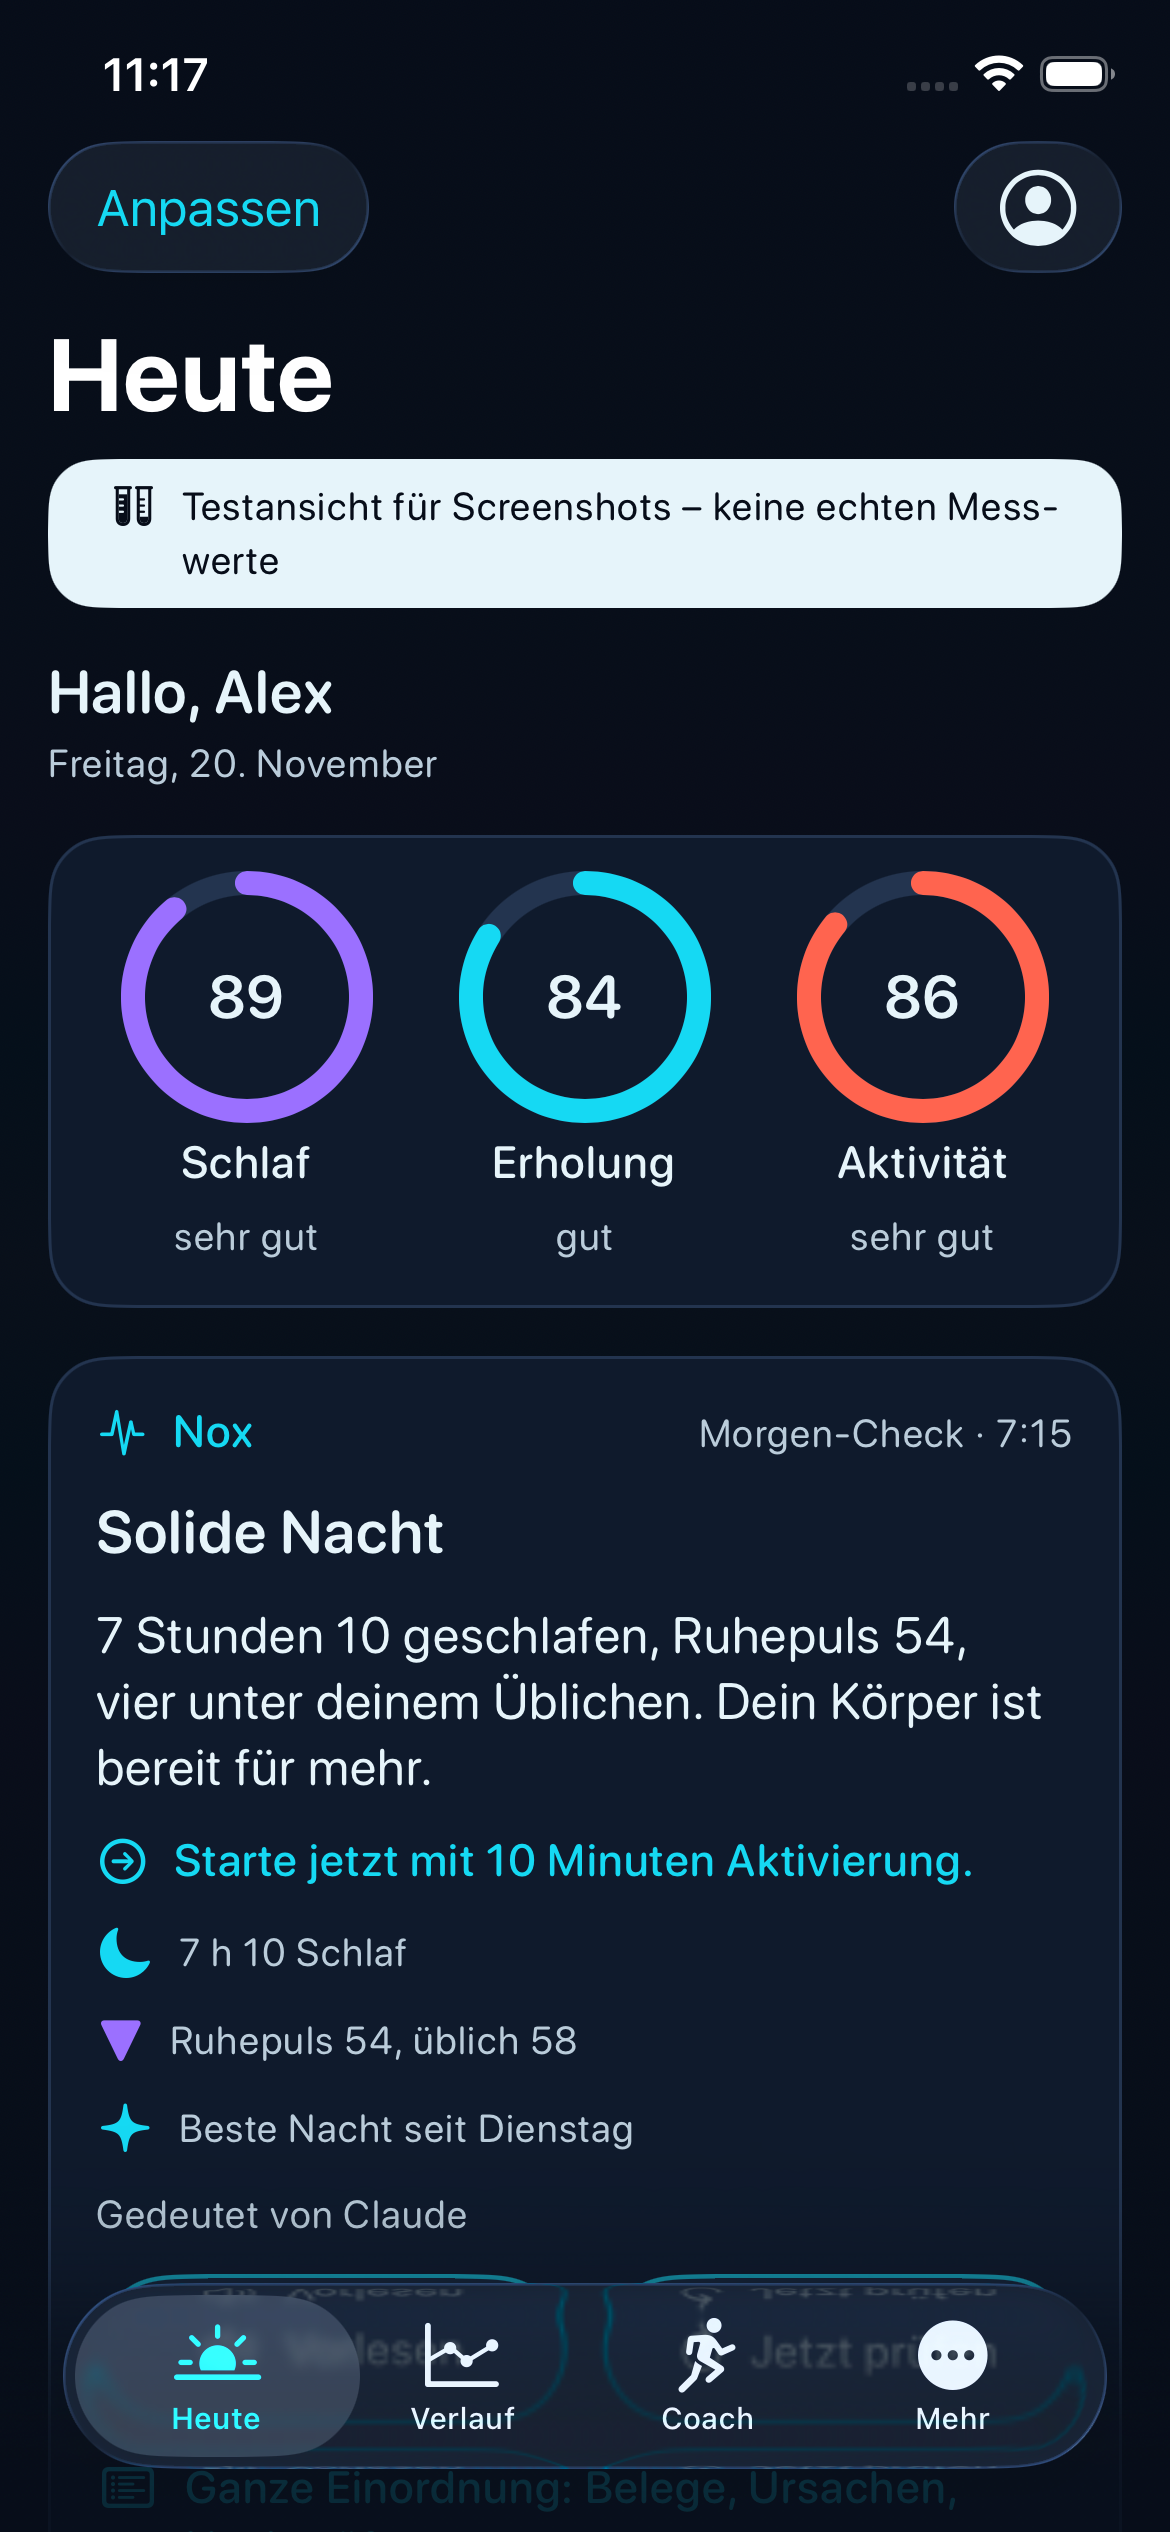 11:17
Anpassen
Heute
Testansicht für Screenshots – keine echten Mess-
werte
Hallo, Alex
Freitag, 20. November
89
84
86
Schlaf
Erholung
Aktivität
sehr gut
gut
sehr gut
Nox
Morgen-Check · 7:15
Solide Nacht
7 Stunden 10 geschlafen, Ruhepuls 54,
vier unter deinem Üblichen. Dein Körper ist
bereit für mehr.
Starte jetzt mit 10 Minuten Aktivierung.
7 h 10 Schlaf
Ruhepuls 54, üblich 58
Beste Nacht seit Dienstag
Gedeutet von Claude
Vorlesen
Jetzt prüfen
Heute
Verlauf
Coach
Mehr
Ganze Einordnung: Belege, Ursachen,